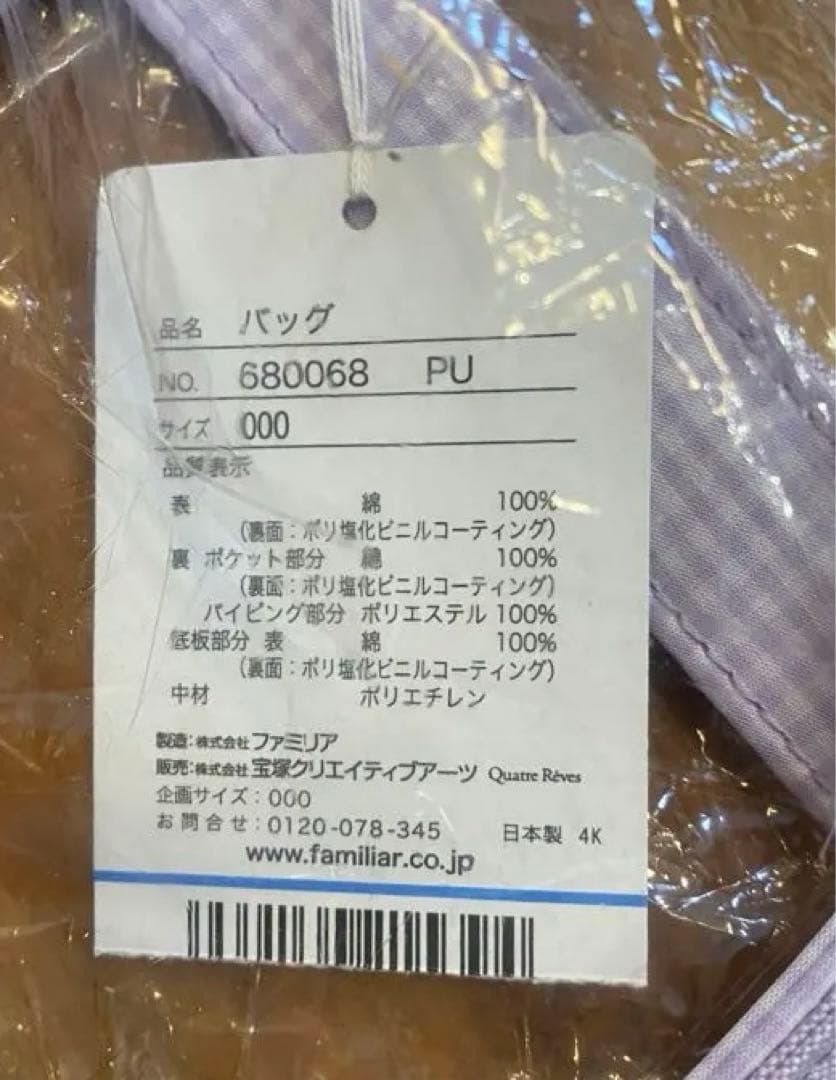 品名 バッグ
NO. 680068 PU
サイズ 000
品質表示
表 綿 100%
(裏面:ポリ塩化ビニルコーティング)
裏 ポケット部分 綿 100%
(裏面:ポリ塩化ビニルコーティング)
パイピング部分 ポリエステル 100%
底板部分 表 綿 100%
(裏面:ポリ塩化ビニルコーティング)
中材 ポリエチレン
製造:株式会社ファミリア
販売:株式会社宝塚クリエイティブアーツ Quatre Rêves
企画サイズ:000
お問合せ:0120-078-345 日本製 4K
www.familiar.co.jp